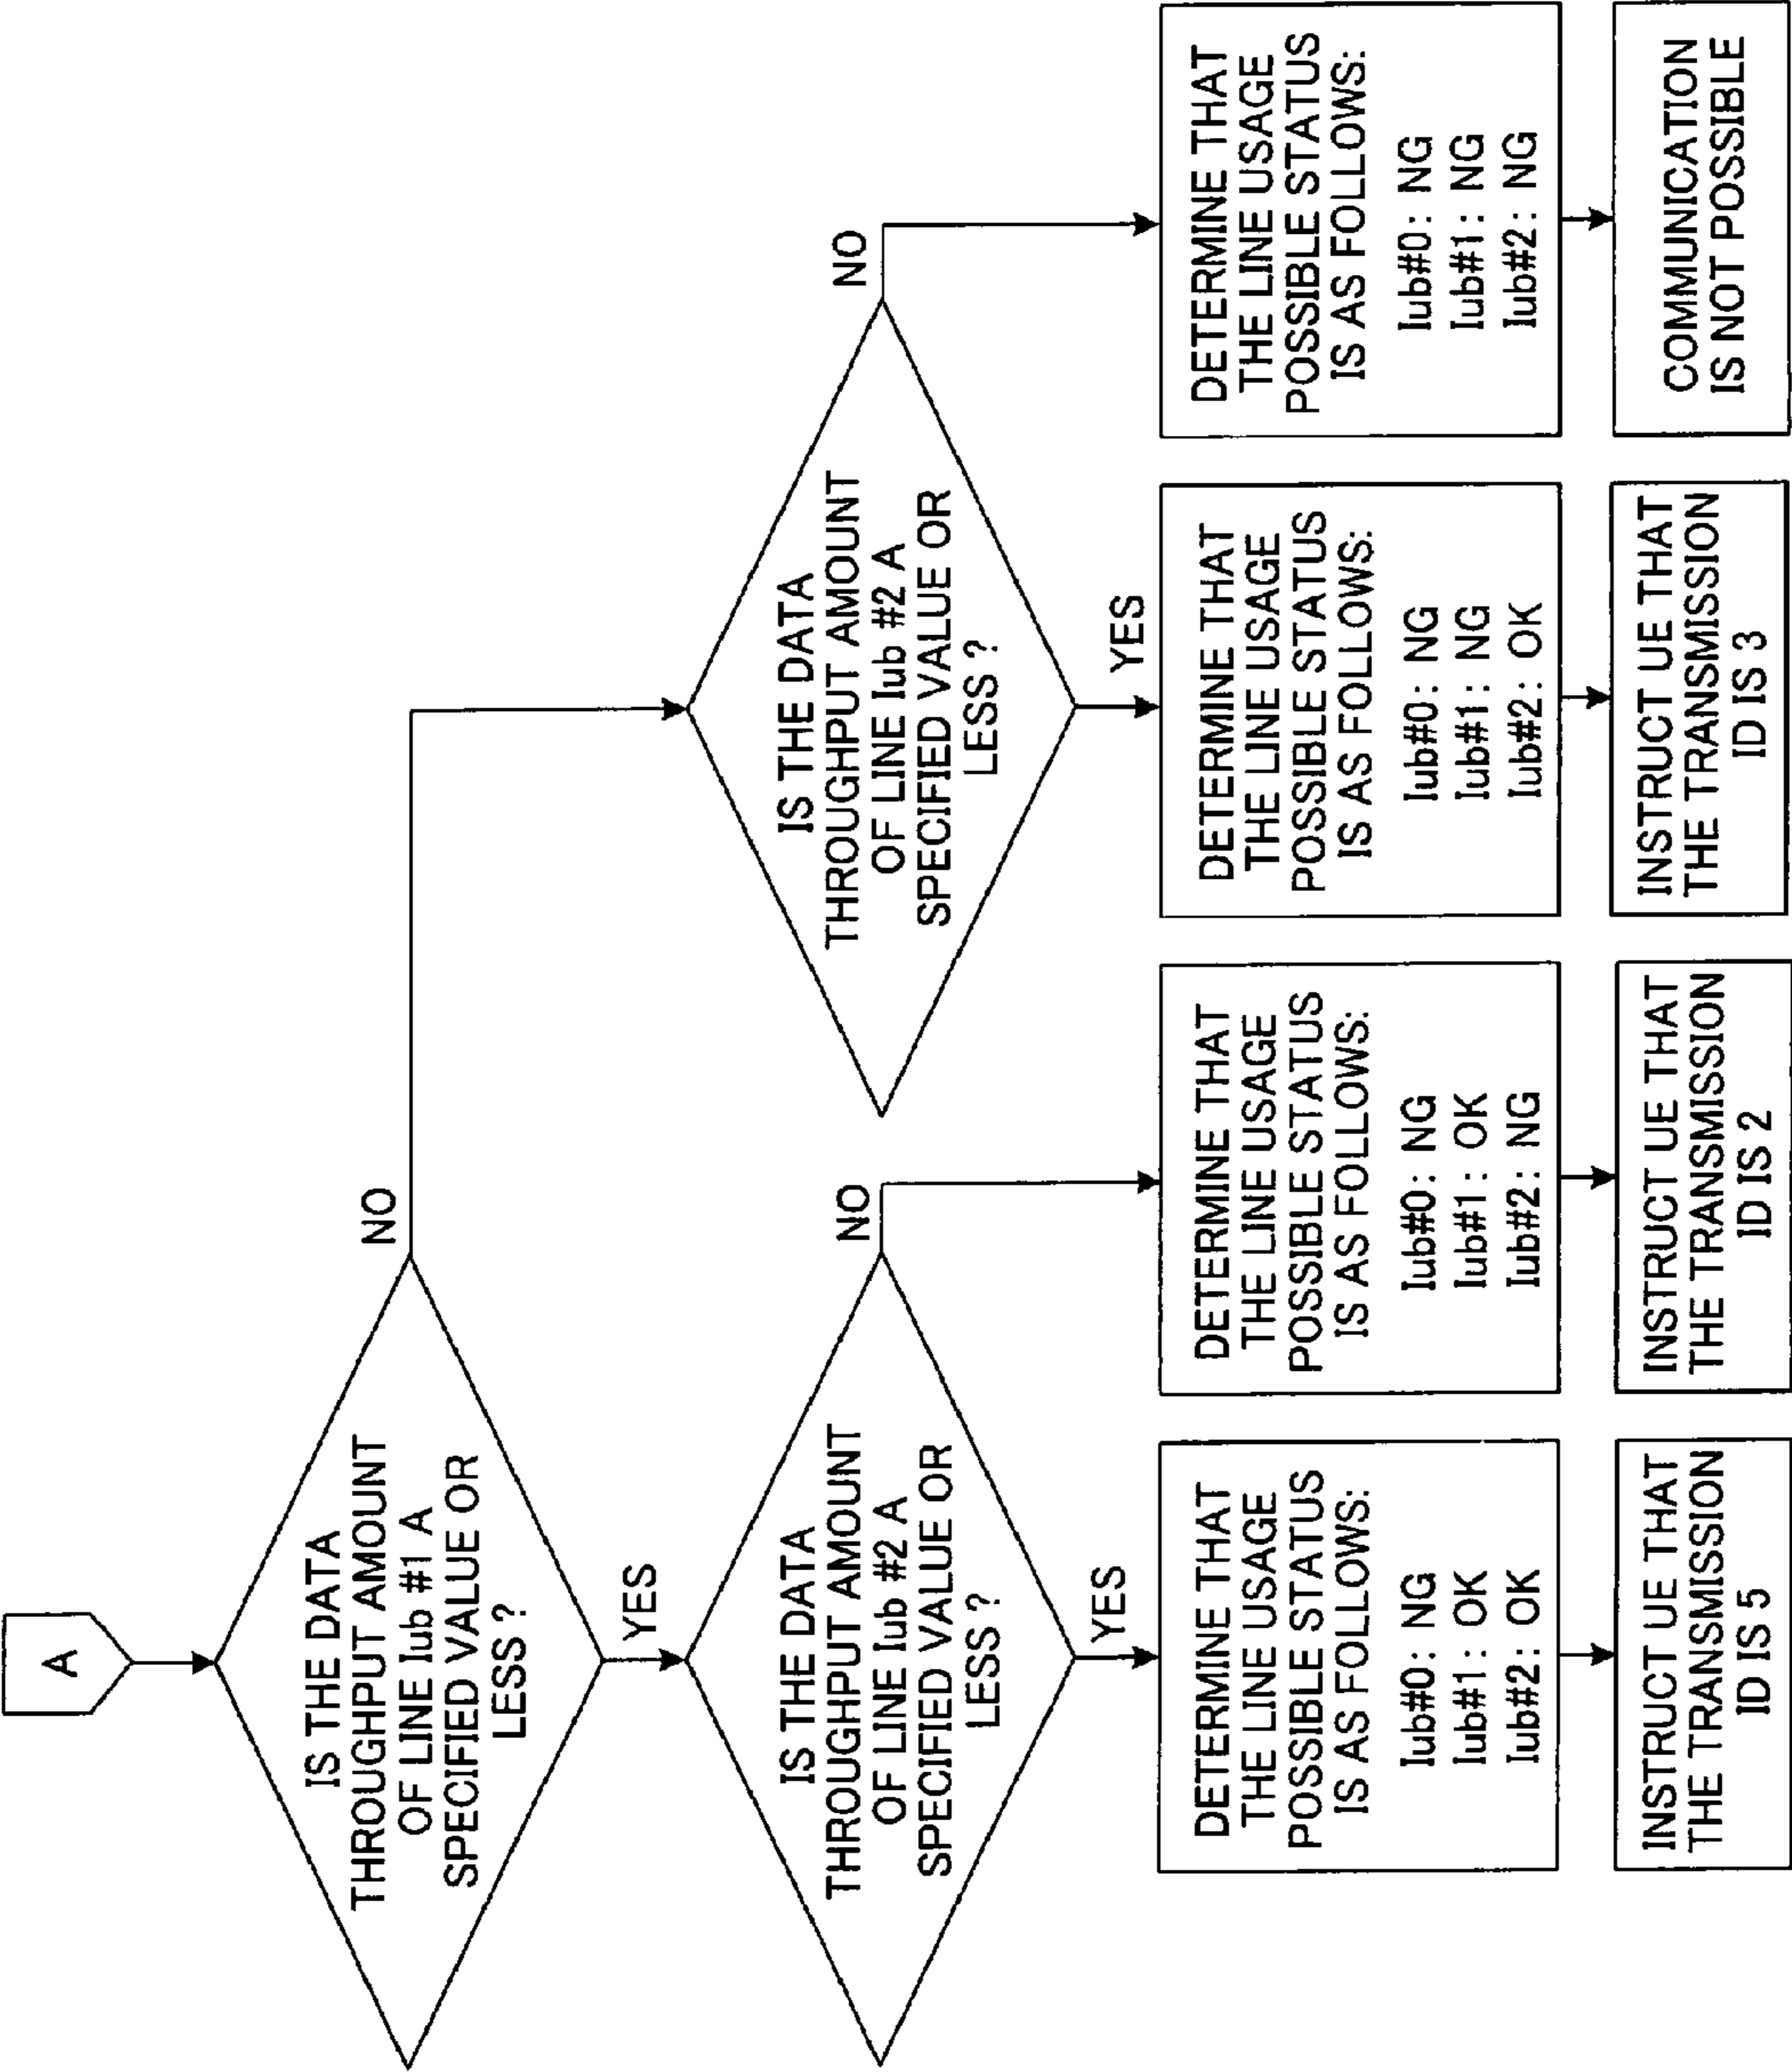 A
IS THE DATA
THROUGHPUT AMOUNT
OF LINE Iub #1 A
SPECIFIED VALUE OR
LESS ?
NO
YES
IS THE DATA
THROUGHPUT AMOUNT
OF LINE Iub #2 A
SPECIFIED VALUE OR
LESS ?
NO
YES
IS THE DATA
THROUGHPUT AMOUNT
OF LINE Iub #2 A
SPECIFIED VALUE OR
LESS ?
NO
YES
DETERMINE THAT
THE LINE USAGE
POSSIBLE STATUS
IS AS FOLLOWS:
Iub#0: NG
Iub#1: OK
Iub#2: OK
DETERMINE THAT
THE LINE USAGE
POSSIBLE STATUS
IS AS FOLLOWS:
Iub#0: NG
Iub#1: OK
Iub#2: NG
DETERMINE THAT
THE LINE USAGE
POSSIBLE STATUS
IS AS FOLLOWS:
Iub#0: NG
Iub#1: NG
Iub#2: OK
DETERMINE THAT
THE LINE USAGE
POSSIBLE STATUS
IS AS FOLLOWS:
Iub#0: NG
Iub#1: NG
Iub#2: NG
INSTRUCT UE THAT
THE TRANSMISSION
ID IS 5
INSTRUCT UE THAT
THE TRANSMISSION
ID IS 2
INSTRUCT UE THAT
THE TRANSMISSION
ID IS 3
COMMUNICATION
IS NOT POSSIBLE